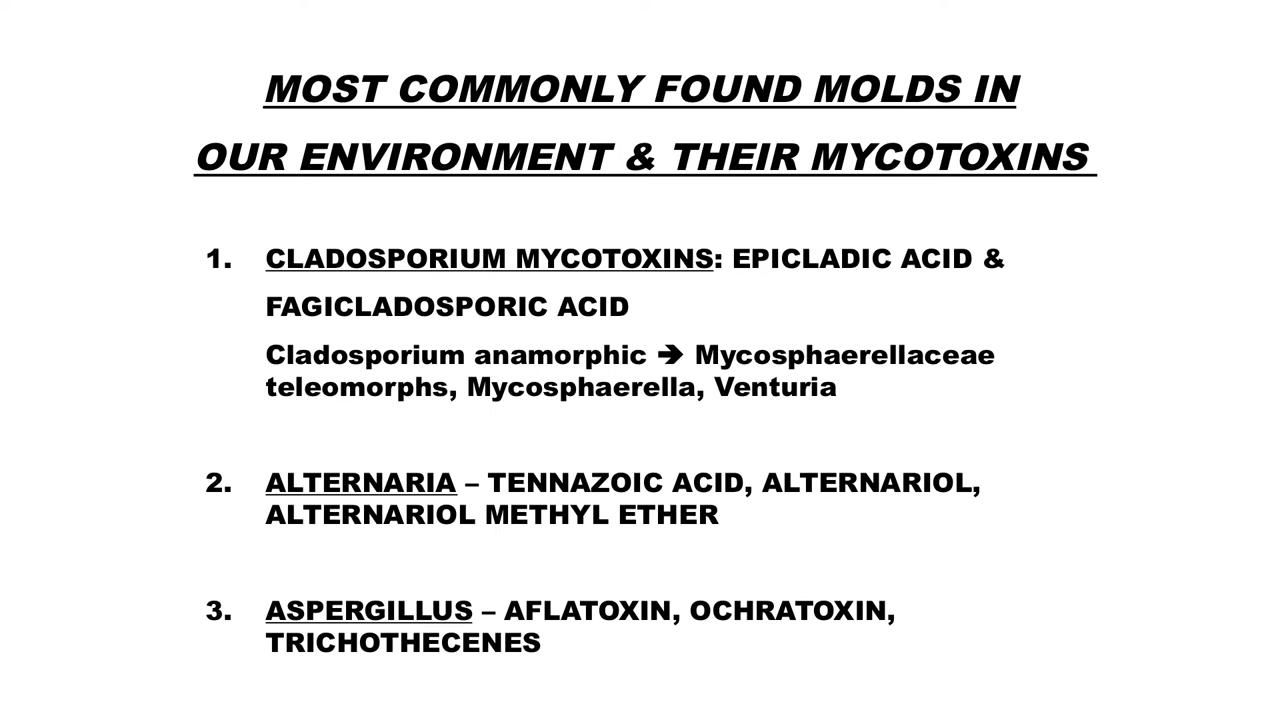 MOST COMMONLY FOUND MOLDS IN
OUR ENVIRONMENT & THEIR MYCOTOXINS
1. CLADOSPORIUM MYCOTOXINS: EPICLADIC ACID &
FAGICLADOSPORIC ACID
Cladosporium anamorphic ➔ Mycosphaerellaceae
teleomorphs, Mycosphaerella, Venturia
2. ALTERNARIA – TENNAZOIC ACID, ALTERNARIOL,
ALTERNARIOL METHYL ETHER
3. ASPERGILLUS – AFLATOXIN, OCHRATOXIN,
TRICHOTHECENES